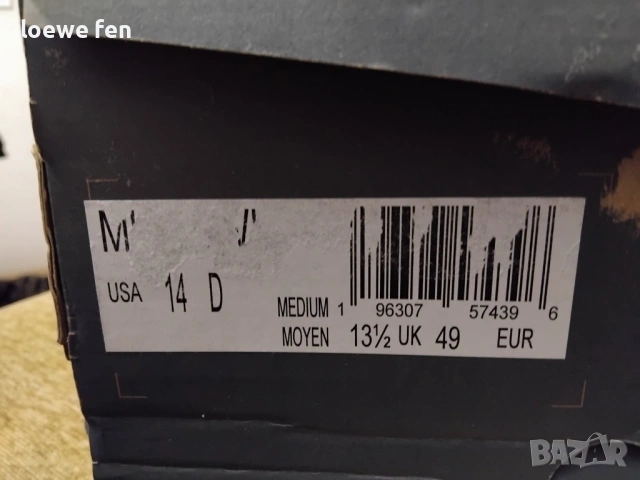 loewe fen
M
USA 14 D
MEDIUM
1 96307 57439 6
MOYEN 13½ UK 49 EUR
BAZAR